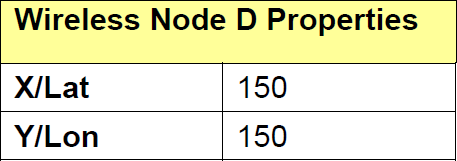 Wireless Node D Properties
X/Lat 150
Y/Lon 150